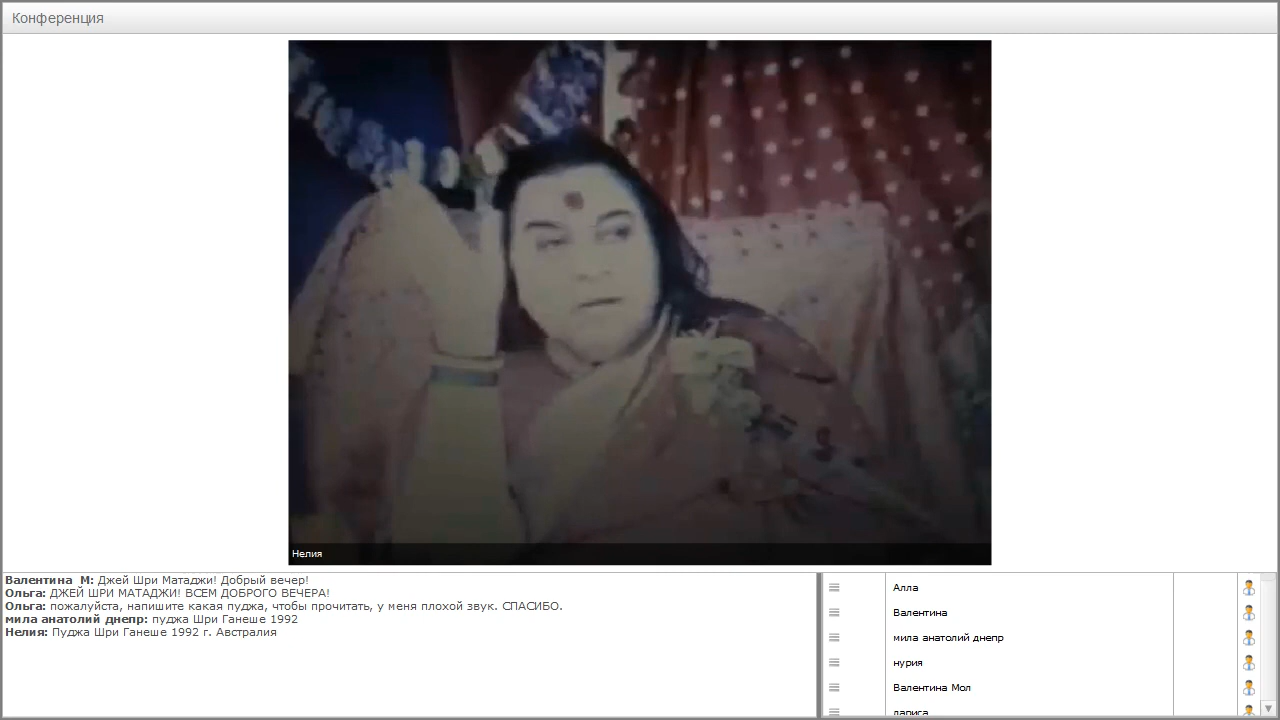 Конференция
Нелия
Валентина М: Джей Шри Матаджи! Добрый вечер!
Ольга: ДЖЕЙ ШРИ МАТАДЖИ! ВСЕМ ДОБРОГО ВЕЧЕРА!
Ольга: пожалуйста, напишите какая пуджа, чтобы прочитать, у меня плохой звук. СПАСИБО.
мила анатолий днепр: пуджа Шри Ганеше 1992
Нелия: Пуджа Шри Ганеше 1992 г. Австралия
Алла
Валентина
мила анатолий днепр
нурия
Валентина Мол
лариса